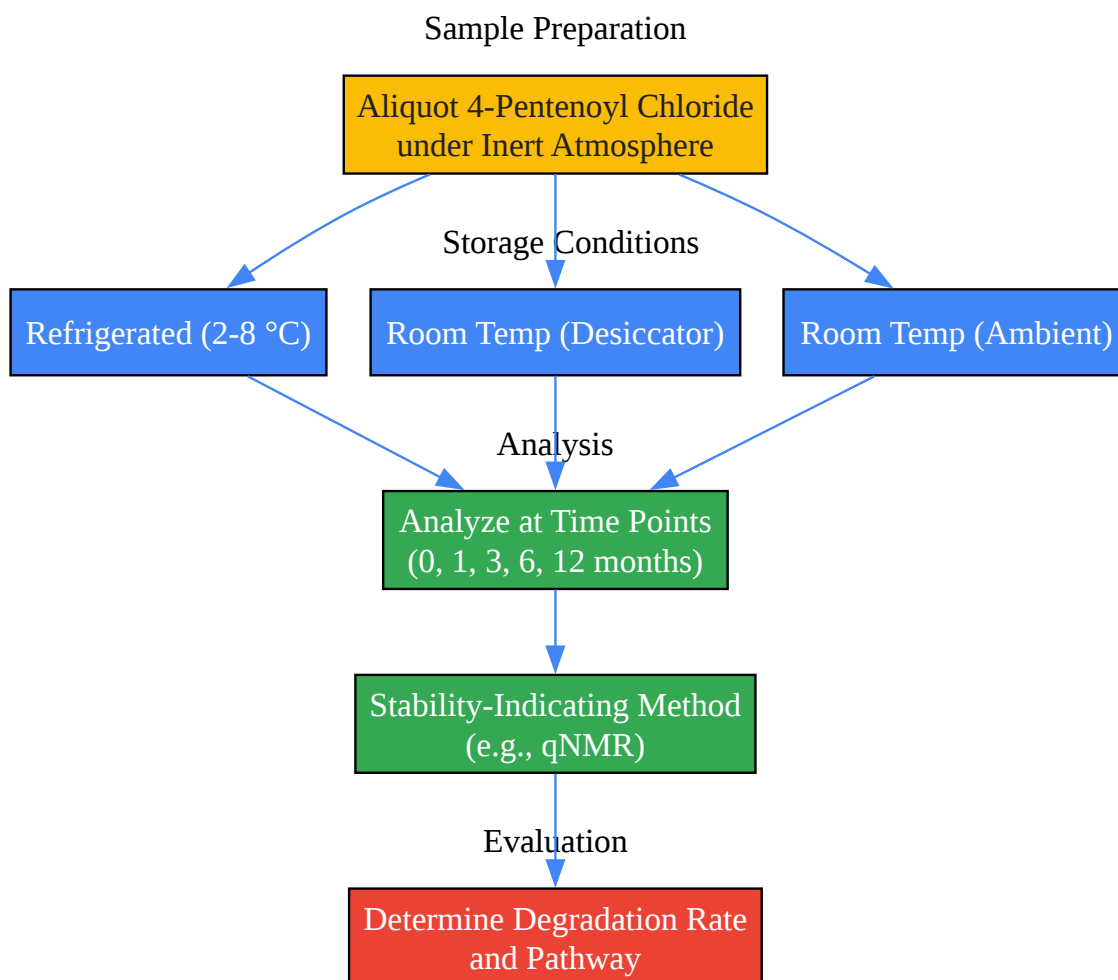 Sample Preparation
Aliquot 4-Pentenoyl Chloride
under Inert Atmosphere
Storage Conditions
Refrigerated (2-8 °C)
Room Temp (Desiccator)
Room Temp (Ambient)
Analysis
Analyze at Time Points
(0, 1, 3, 6, 12 months)
Stability-Indicating Method
(e.g., qNMR)
Evaluation
Determine Degradation Rate
and Pathway